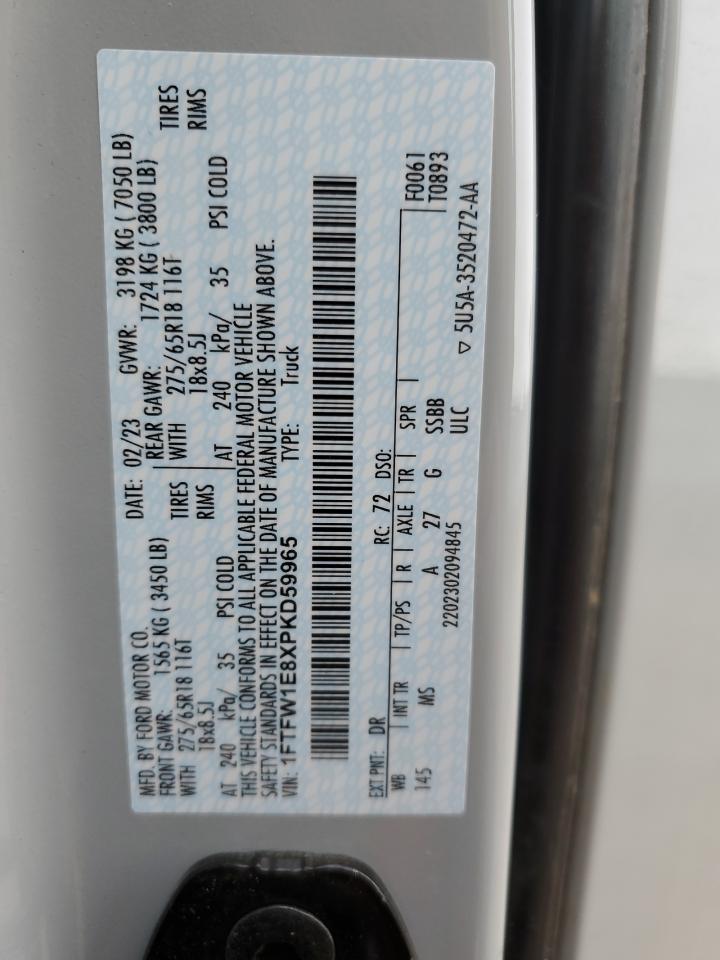 MFD. BY FORD MOTOR CO. DATE: 02/23 GVWR: 3198 KG ( 7050 LB)
FRONT GAWR: 1565 KG ( 3450 LB) REAR GAWR: 1724 KG ( 3800 LB)
WITH 275/65R18 116T TIRES WITH 275/65R18 116T TIRES
18x8.5J RIMS 18x8.5J RIMS
AT 240 kPa/ 35 PSI COLD AT 240 kPa/ 35 PSI COLD
THIS VEHICLE CONFORMS TO ALL APPLICABLE FEDERAL MOTOR VEHICLE
SAFETY STANDARDS IN EFFECT ON THE DATE OF MANUFACTURE SHOWN ABOVE.
VIN: 1FTFW1E8XPKD59965 TYPE: Truck
EXT PNT: DR RC: 72 DSO:
WB INT TR TP/PS R AXLE TR SPR F0061
145 MS A 27 G SSBB T0893
2202302094845 ULC ▽ 5U5A-3520472-AA